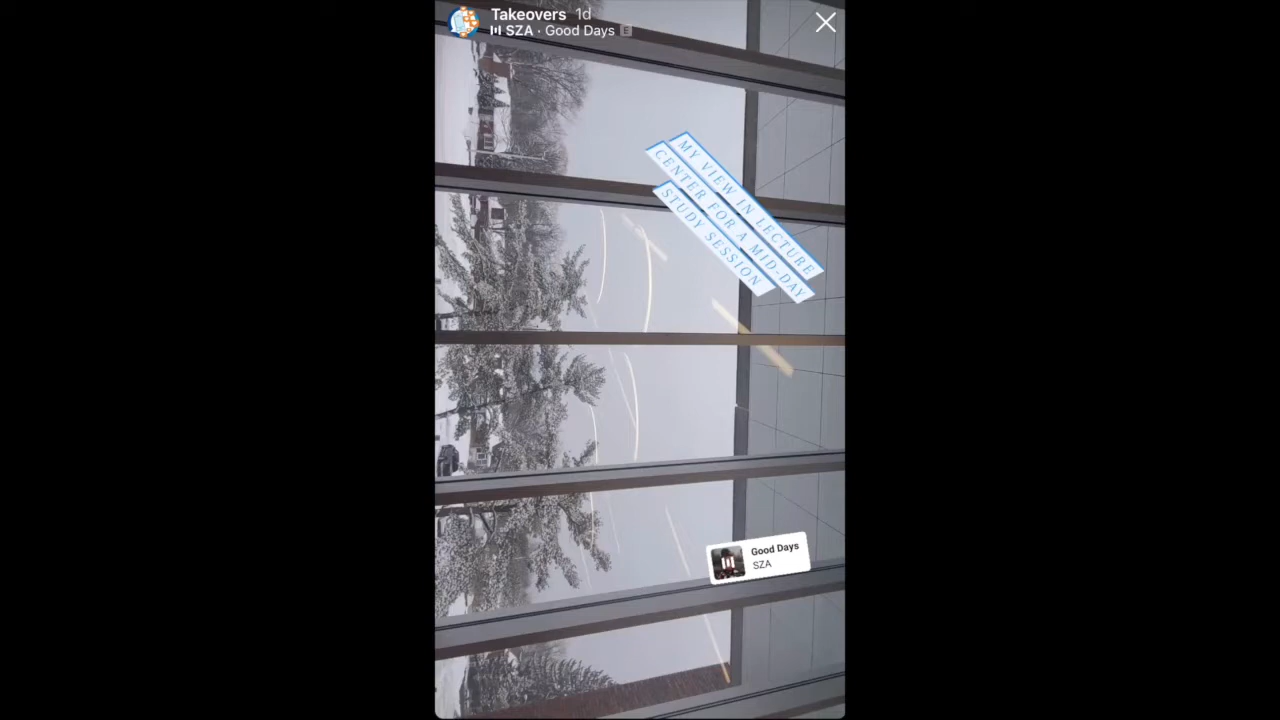 Takeovers 1d
SZA · Good Days E
MY VIEW IN LECTURE
CENTER FOR A MID-DAY
STUDY SESSION
Good Days
SZA